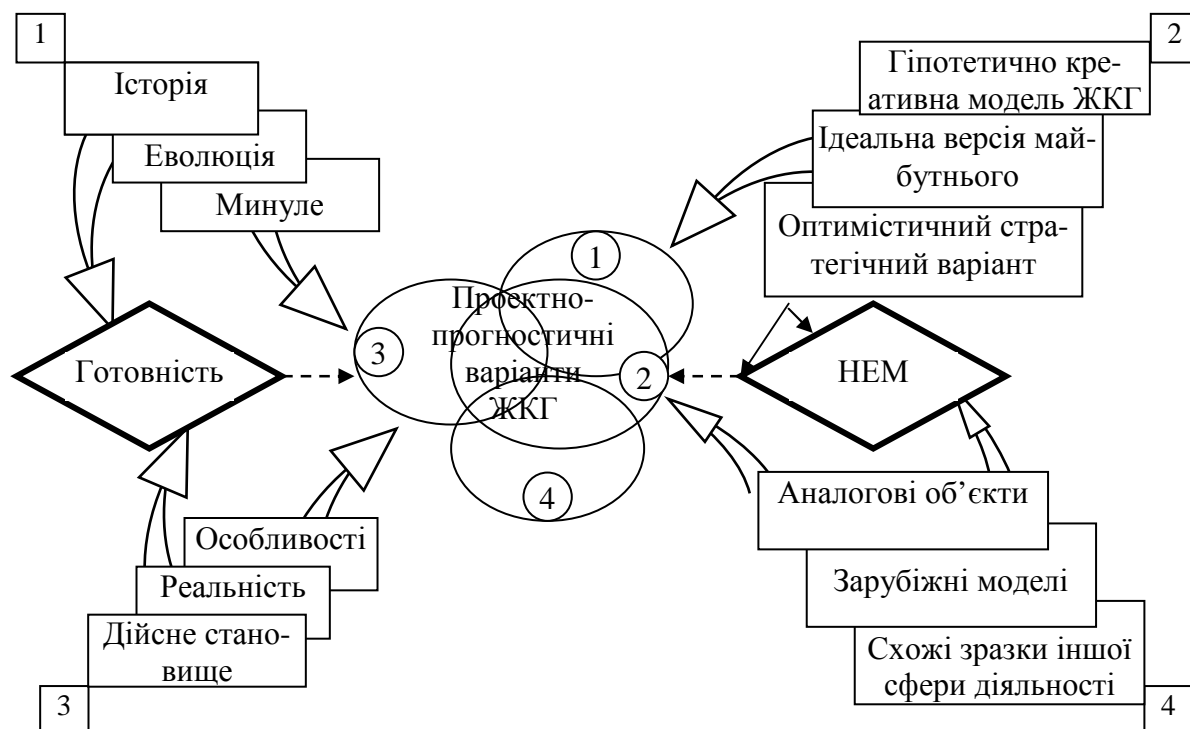 1
Історія
Еволюція
Минуле
2
Гіпотетично кре-
ативна модель ЖКГ
Ідеальна версія май-
бутнього
Оптимістичний стра-
тегічний варіант
Готовність
1
3
Проектно-
прогностичні
варіанти
ЖКГ
2
4
НЕМ
Особливості
Реальність
Дійсне стано-
вище
3
Аналогові об’єкти
Зарубіжні моделі
Схожі зразки іншої
сфери діяльності
4